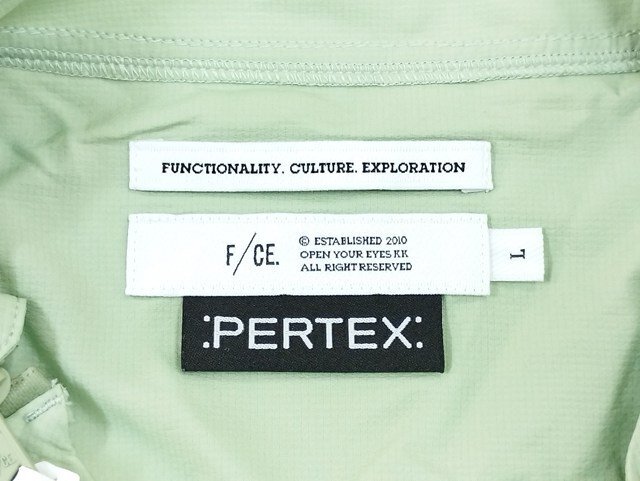 FUNCTIONALITY. CULTURE. EXPLORATION
F/CE.
© ESTABLISHED 2010
OPEN YOUR EYES KK
ALL RIGHT RESERVED
L
:PERTEX: